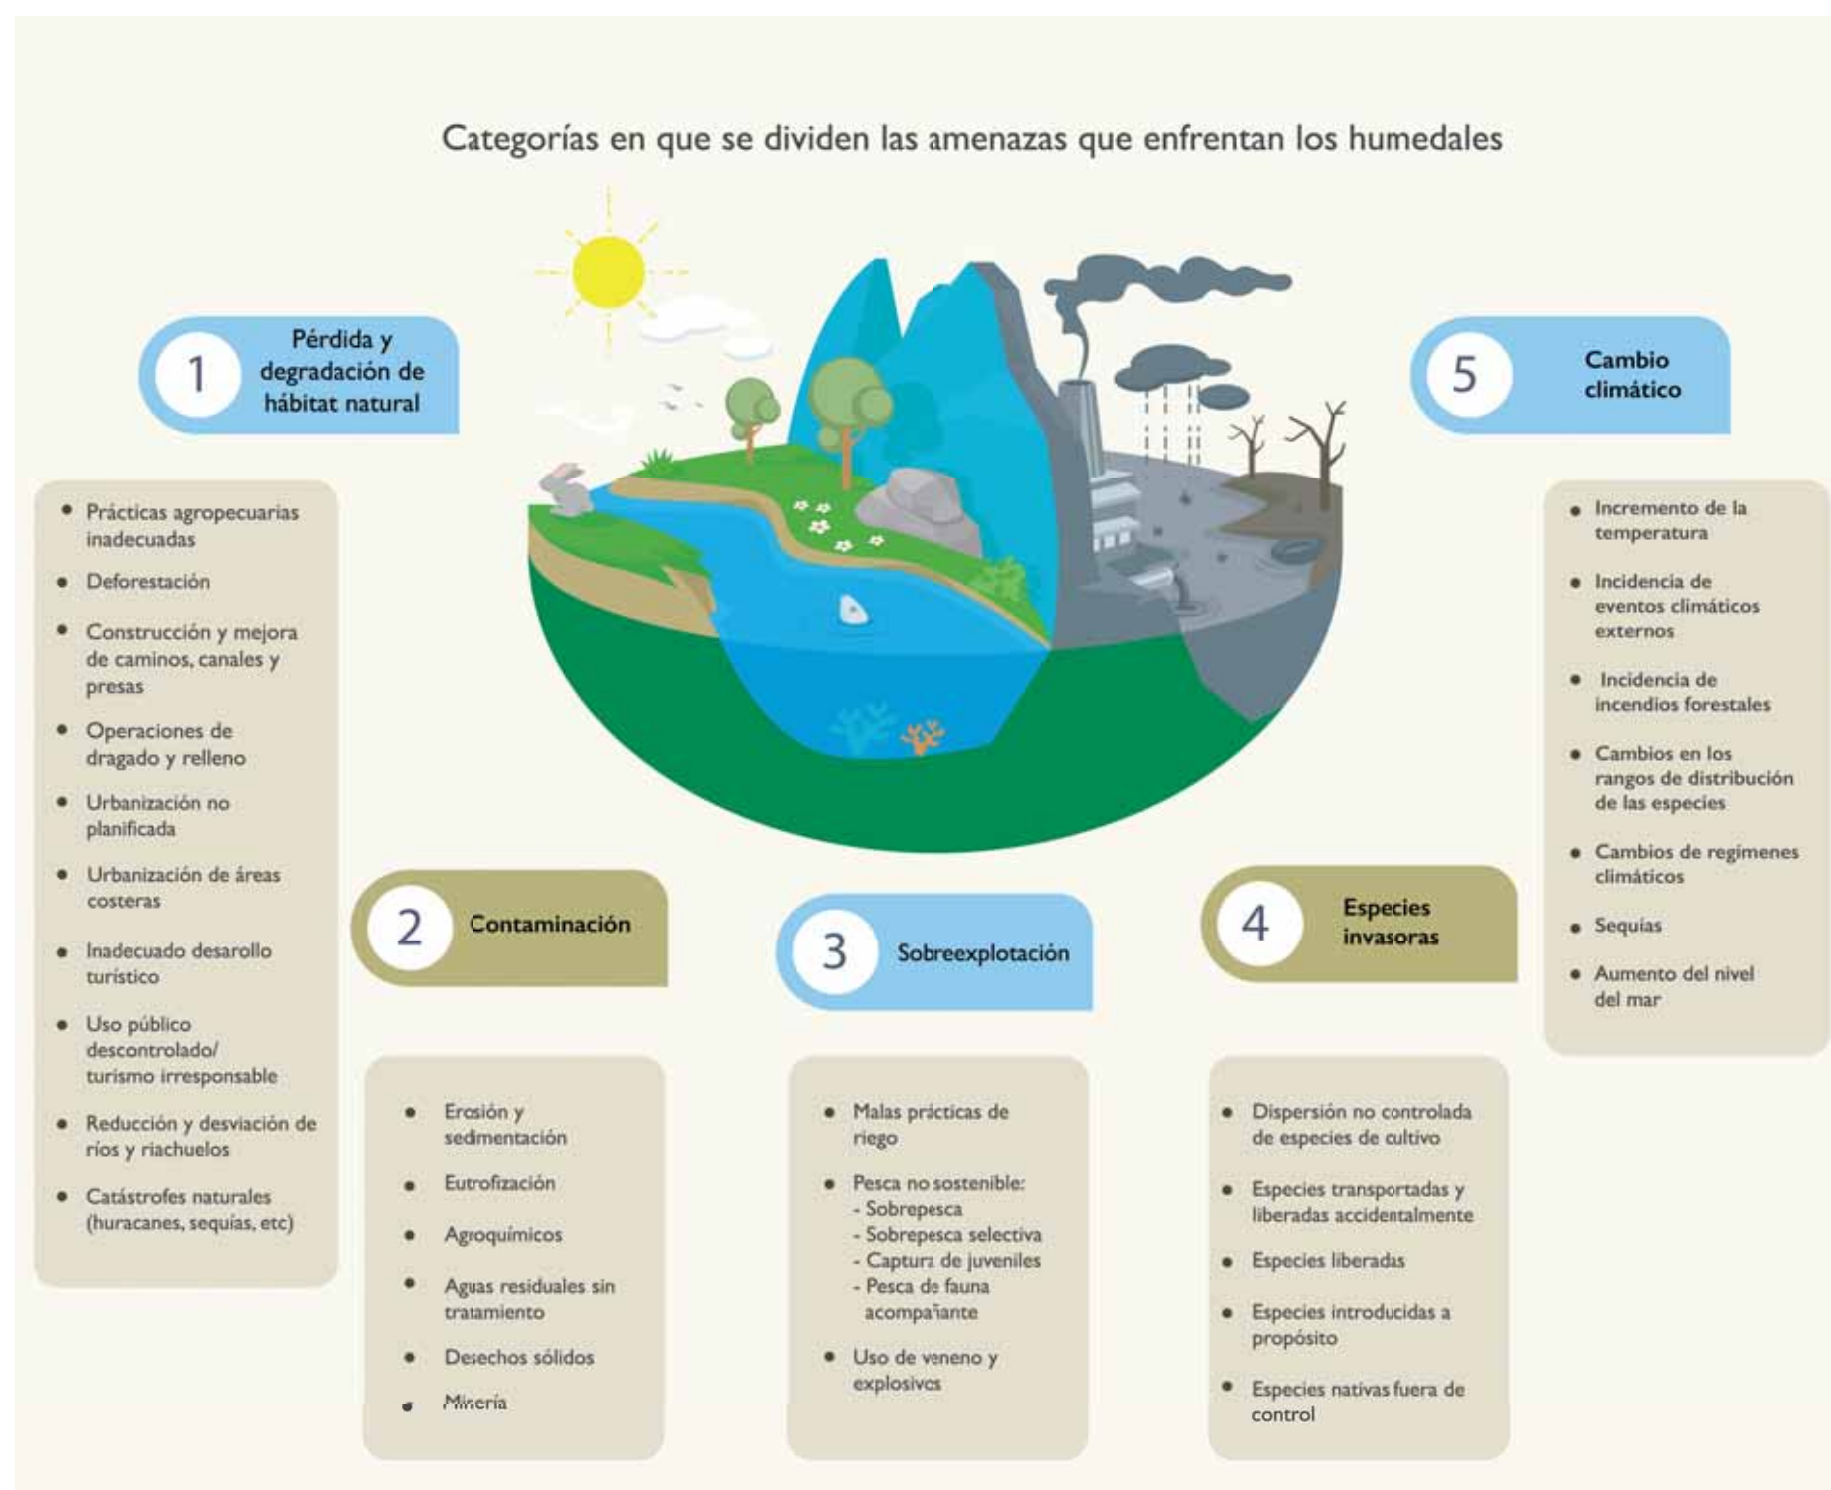 Categorías en que se dividen las amenazas que enfrentan los humedales
1
Pérdida y
degradación de
hábitat natural
Prácticas agropecuarias
inadecuadas
Deforestación
Construcción y mejora
de caminos, canales y
presas
Operaciones de
dragado y relleno
Urbanización no
planificada
Urbanización de áreas
costeras
Inadecuado desarollo
turístico
Uso público
descontrolado/
turismo irresponsable
Reducción y desviación de
ríos y riachuelos
Catástrofes naturales
(huracanes, sequías, etc)
2
Contaminación
Erosión y
sedimentación
Eutrofización
Agroquímicos
Aguas residuales sin
tratamiento
Desechos sólidos
Minería
3
Sobreexplotación
Malas prácticas de
riego
Pesca no sostenible:
- Sobrepesca
- Sobrepesca selectiva
- Captura de juveniles
- Pesca de fauna
acompañante
Uso de veneno y
explosivos
4
Especies
invasoras
Dispersión no controlada
de especies de cultivo
Especies transportadas y
liberadas accidentalmente
Especies liberadas
Especies introducidas a
propósito
Especies nativas fuera de
control
5
Cambio
climático
Incremento de la
temperatura
Incidencia de
eventos climáticos
externos
Incidencia de
incendios forestales
Cambios en los
rangos de distribución
de las especies
Cambios de regímenes
climáticos
Sequías
Aumento del nivel
del mar